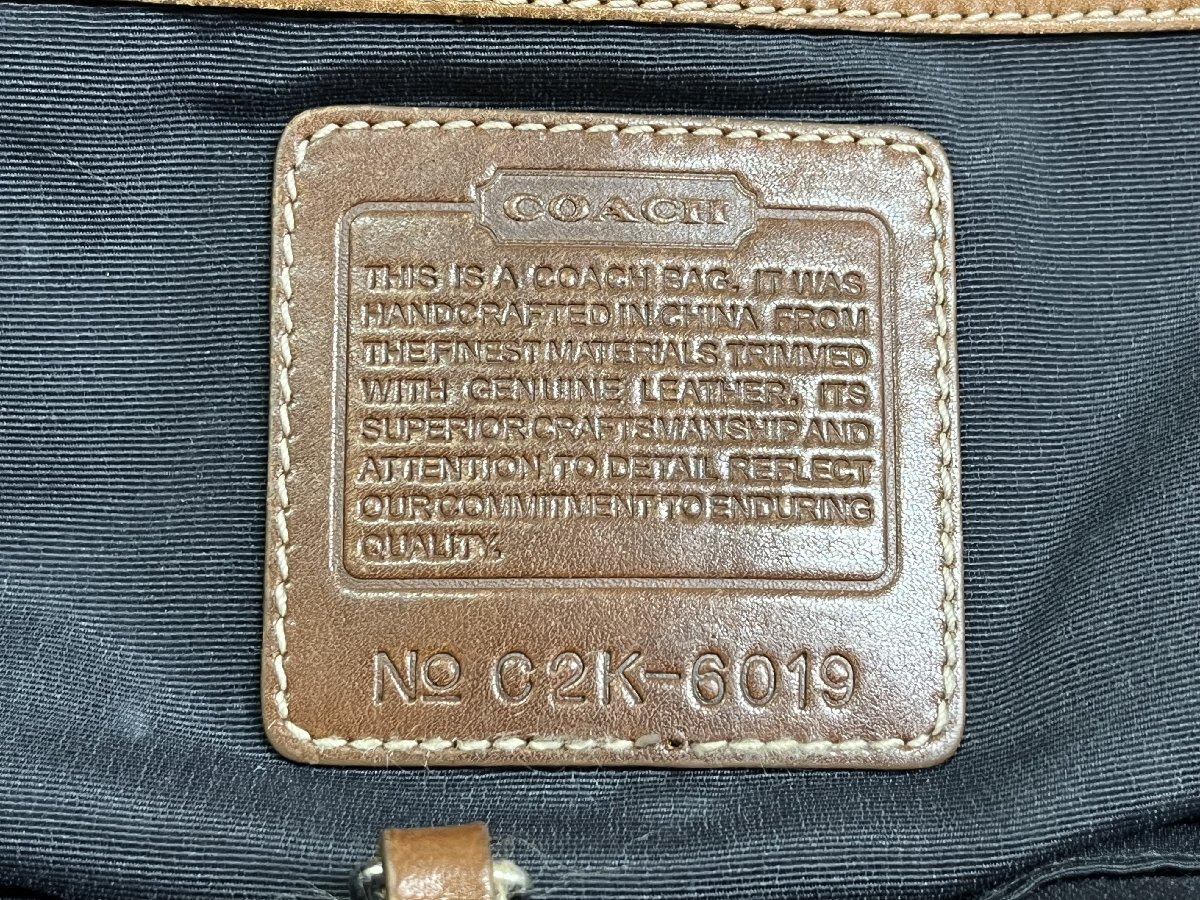 COACH
THIS IS A COACH BAG. IT WAS
HANDCRAFTED IN CHINA FROM
THE FINEST MATERIALS TRIMMED
WITH GENUINE LEATHER. ITS
SUPERIOR CRAFTSMANSHIP AND
ATTENTION TO DETAIL REFLECT
OUR COMMITMENT TO ENDURING
QUALITY.
No C2K-6019